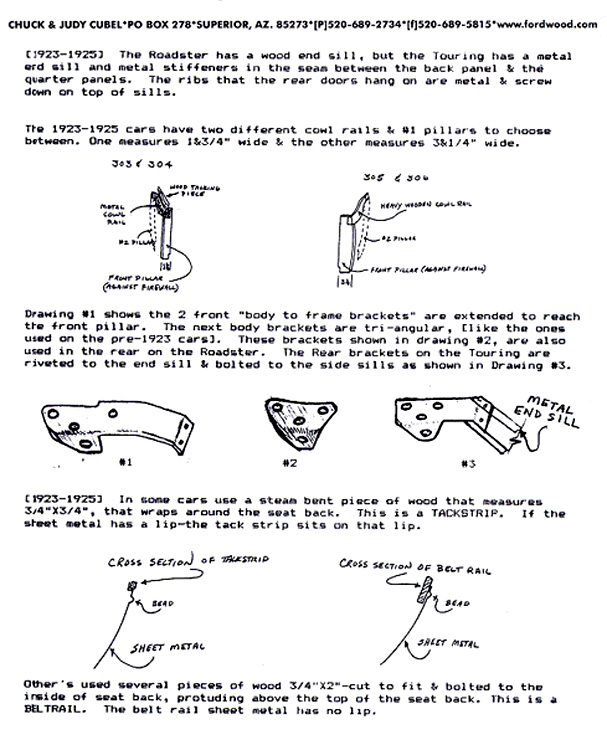 CHUCK & JUDY CUBEL*PO BOX 278*SUPERIOR, AZ. 85273*[P]520-689-2734*[f]520-689-5815*www.fordwood.com
[1923-1925] The Roadster has a wood end sill, but the Touring has a metal
end sill and metal stiffeners in the seam between the back panel & the
quarter panels. The ribs that the rear doors hang on are metal & screw
down on top of sills.
The 1923-1925 cars have two different cowl rails & #1 pillars to choose
between. One measures 1&3/4" wide & the other measures 3&1/4" wide.
303 & 304
WOOD TACKING
PIECE
METAL
COWL
RAIL
#2 PILLAR
FRONT PILLAR
(AGAINST FIREWALL)
305 & 306
HEAVY WOODEN COWL RAIL
#2 PILLAR
FRONT PILLAR (AGAINST FIREWALL)
Drawing #1 shows the 2 front "body to frame brackets" are extended to reach
the front pillar. The next body brackets are tri-angular, [like the ones
used on the pre-1923 cars]. These brackets shown in drawing #2, are also
used in the rear on the Roadster. The Rear brackets on the Touring are
riveted to the end sill & bolted to the side sills as shown in Drawing #3.
METAL
END SILL
#1
#2
#3
[1923-1925] In some cars use a steam bent piece of wood that measures
3/4"X3/4", that wraps around the seat back. This is a TACKSTRIP. If the
sheet metal has a lip-the tack strip sits on that lip.
CROSS SECTION OF TACKSTRIP
BEAD
SHEET METAL
CROSS SECTION OF BELT RAIL
BEAD
SHEET METAL
Other's used several pieces of wood 3/4"X2"-cut to fit & bolted to the
inside of seat back, protuding above the top of the seat back. This is a
BELTRAIL. The belt rail sheet metal has no lip.